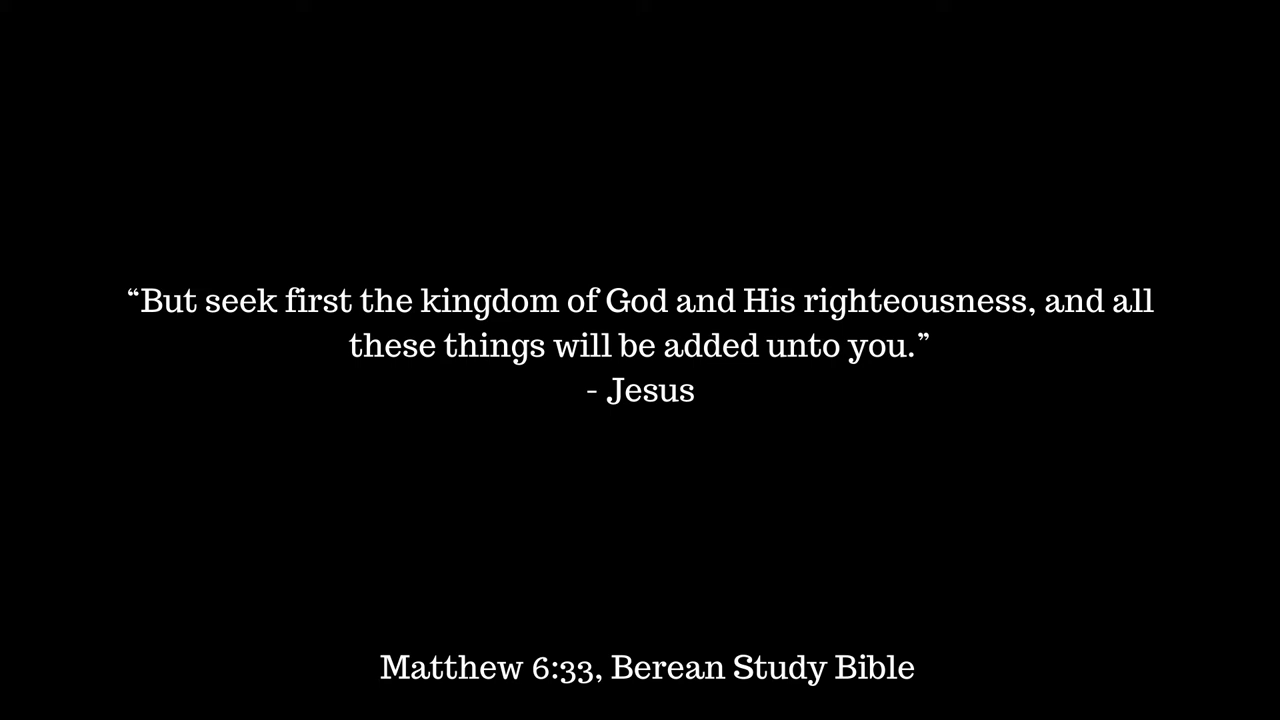 “But seek first the kingdom of God and His righteousness, and all
these things will be added unto you.”
- Jesus
Matthew 6:33, Berean Study Bible